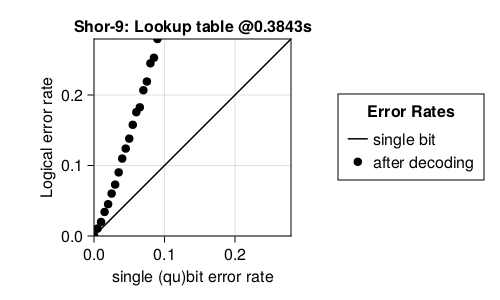 Shor-9: Lookup table @0.3843s
Logical error rate
0.2
0.1
0.0
0.0 0.1 0.2
single (qu)bit error rate
Error Rates
single bit
after decoding